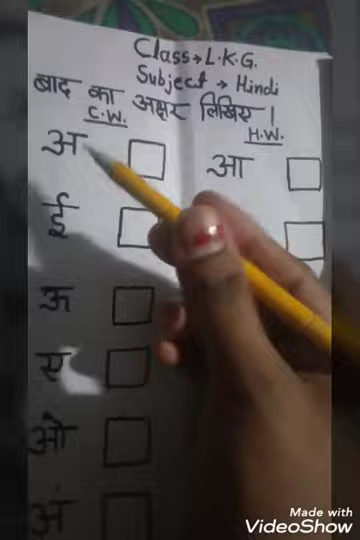 Class → L.K.G.
Subject → Hindi
बाद का अक्षर लिखिए।
C.W.
H.W.
अ
आ
ई
ऊ
ए
ओ
अं
Made with
VideoShow